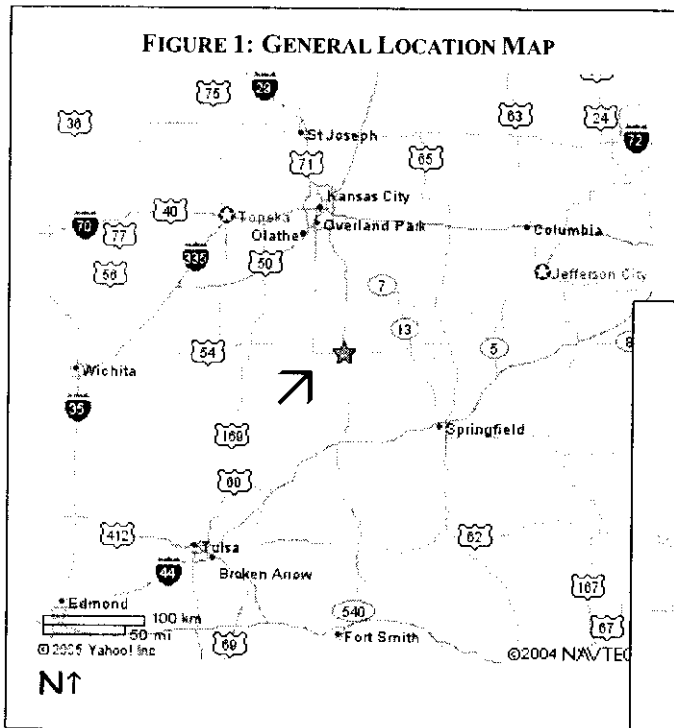 FIGURE 1: GENERAL LOCATION MAP
75
29
36
63
24
St Joseph
72
71
65
Kansas City
40
Topeka
70
77
Overland Park
Columbia
Olathe
335
50
56
Jefferson City
7
13
54
5
8
Wichita
35
Springfield
169
60
412
62
Tulsa
44
Broken Arrow
167
Edmond
540
100 km
67
50 mi
69
Fort Smith
© 2005 Yahoo! Inc
©2004 NAVTEQ
N↑